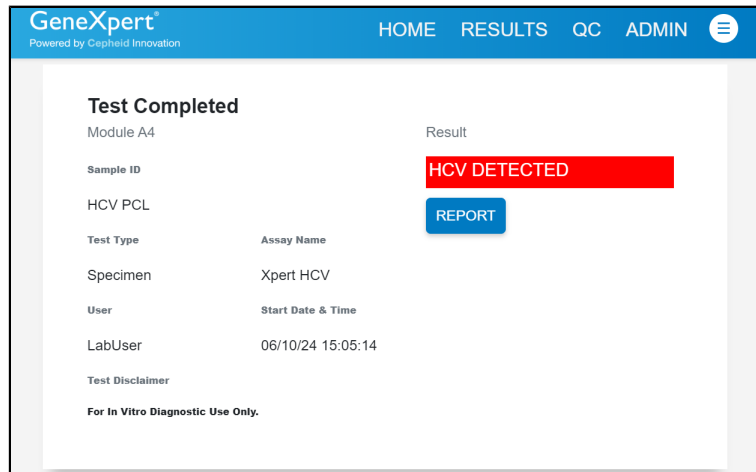 GeneXpert®
Powered by Cepheid Innovation
HOME RESULTS QC ADMIN
Test Completed
Module A4
Result
Sample ID
HCV DETECTED
HCV PCL
REPORT
Test Type Assay Name
Specimen Xpert HCV
User Start Date & Time
LabUser 06/10/24 15:05:14
Test Disclaimer
For In Vitro Diagnostic Use Only.